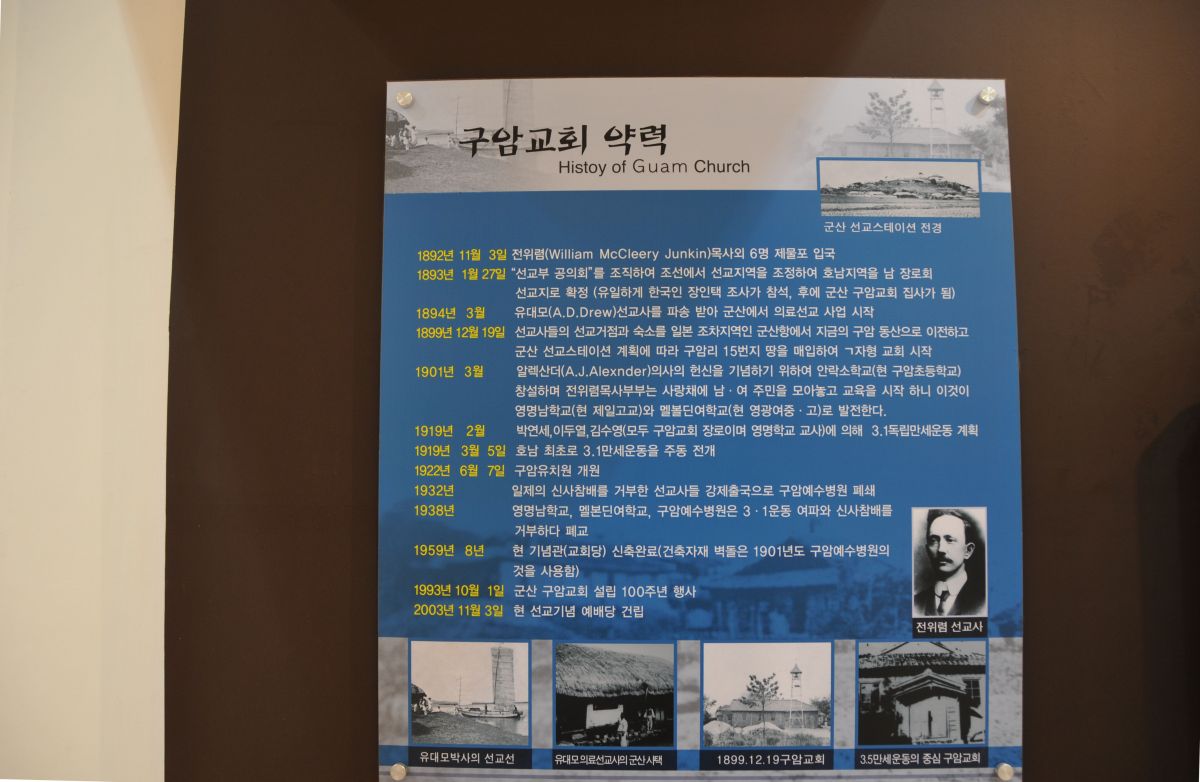 구암교회 약력
Histoy of Guam Church
군산 선교스테이션 전경
1892년 11월 3일 전위렴(William McCleery Junkin)목사외 6명 제물포 입국
1893년 1월 27일 “선교부 공의회”를 조직하여 조선에서 선교지역을 조정하여 호남지역을 남 장로회
선교지로 확정 (유일하게 한국인 장인택 조사가 참석, 후에 군산 구암교회 집사가 됨)
1894년 3월 유대모(A.D.Drew)선교사를 파송 받아 군산에서 의료선교 사업 시작
1899년 12월 19일 선교사들의 선교거점과 숙소를 일본 조차지역인 군산항에서 지금의 구암 동산으로 이전하고
군산 선교스테이션 계획에 따라 구암리 15번지 땅을 매입하여 ㄱ자형 교회 시작
1901년 3월 알렉산더(A.J.Alexnder)의사의 헌신을 기념하기 위하여 안락소학교(현 구암초등학교)
창설하며 전위렴목사부부는 사랑채에 남·여 주민을 모아놓고 교육을 시작 하니 이것이
영명남학교(현 제일고교)와 멜볼딘여학교(현 영광여중·고)로 발전한다.
1919년 2월 박연세,이두열,김수영(모두 구암교회 장로이며 영명학교 교사)에 의해 3.1독립만세운동 계획
1919년 3월 5일 호남 최초로 3.1만세운동을 주동 전개
1922년 6월 7일 구암유치원 개원
1932년 일제의 신사참배를 거부한 선교사들 강제출국으로 구암예수병원 폐쇄
1938년 영명남학교, 멜본딘여학교, 구암예수병원은 3·1운동 여파와 신사참배를
거부하다 폐교
1959년 8년 현 기념관(교회당) 신축완료(건축자재 벽돌은 1901년도 구암예수병원의
것을 사용함)
1993년 10월 1일 군산 구암교회 설립 100주년 행사
2003년 11월 3일 현 선교기념 예배당 건립
전위렴 선교사
유대모박사의 선교선
유대모 의료선교사의 군산 사택
1899.12.19구암교회
3.5만세운동의 중심 구암교회